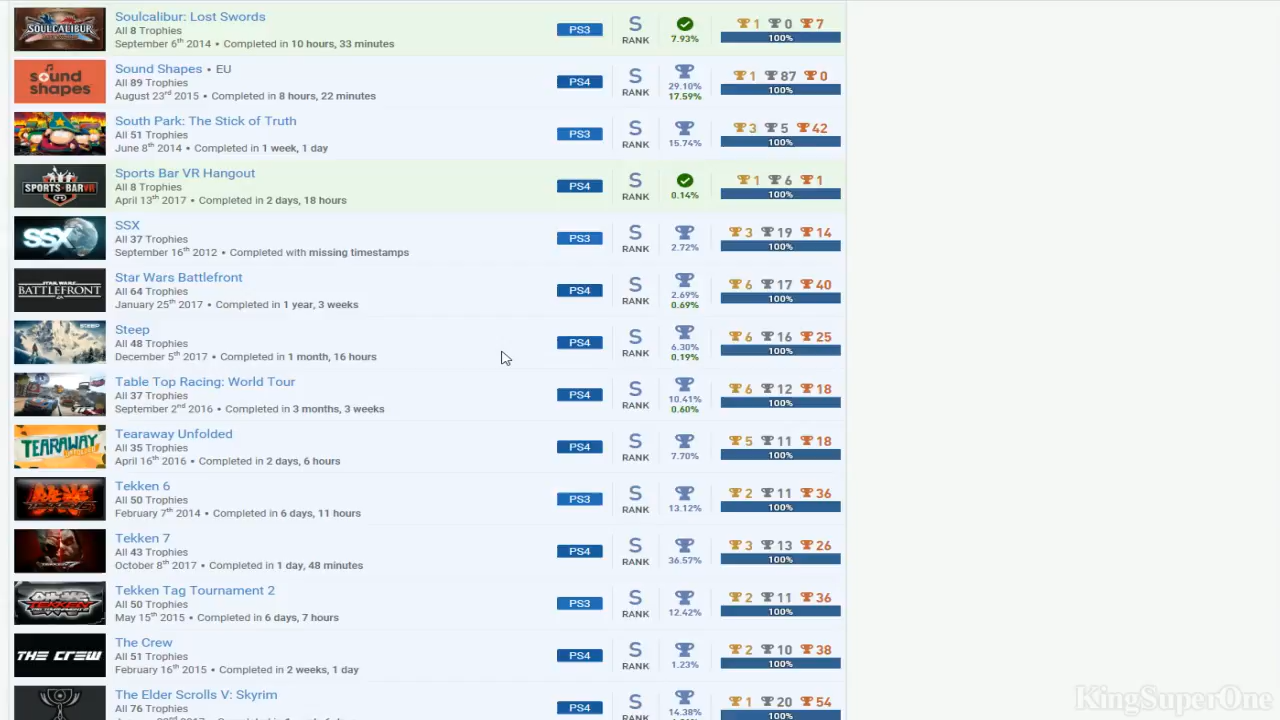 SOULCALIBUR
Soulcalibur: Lost Swords
All 8 Trophies
September 6th 2014 • Completed in 10 hours, 33 minutes
PS3
S
RANK
7.93%
1 0 7
100%
sound
shapes
Sound Shapes • EU
All 89 Trophies
August 23rd 2015 • Completed in 8 hours, 22 minutes
PS4
S
RANK
29.10%
17.59%
1 87 0
100%
South Park: The Stick of Truth
All 51 Trophies
June 8th 2014 • Completed in 1 week, 1 day
PS3
S
RANK
15.74%
3 5 42
100%
SPORTS BAR VR
Sports Bar VR Hangout
All 8 Trophies
April 13th 2017 • Completed in 2 days, 18 hours
PS4
S
RANK
0.14%
1 6 1
100%
SSX
SSX
All 37 Trophies
September 16th 2012 • Completed with missing timestamps
PS3
S
RANK
2.72%
3 19 14
100%
STAR WARS
BATTLEFRONT
Star Wars Battlefront
All 64 Trophies
January 25th 2017 • Completed in 1 year, 3 weeks
PS4
S
RANK
2.69%
0.69%
6 17 40
100%
STEEP
Steep
All 48 Trophies
December 5th 2017 • Completed in 1 month, 16 hours
PS4
S
RANK
6.30%
0.19%
6 16 25
100%
Table Top Racing: World Tour
All 37 Trophies
September 2nd 2016 • Completed in 3 months, 3 weeks
PS4
S
RANK
10.41%
0.60%
6 12 18
100%
TEARAWAY
Tearaway Unfolded
All 35 Trophies
April 16th 2016 • Completed in 2 days, 6 hours
PS4
S
RANK
7.70%
5 11 18
100%
Tekken 6
All 50 Trophies
February 7th 2014 • Completed in 6 days, 11 hours
PS3
S
RANK
13.12%
2 11 36
100%
Tekken 7
All 43 Trophies
October 8th 2017 • Completed in 1 day, 48 minutes
PS4
S
RANK
36.57%
3 13 26
100%
TEKKEN
Tekken Tag Tournament 2
All 50 Trophies
May 15th 2015 • Completed in 6 days, 7 hours
PS3
S
RANK
12.42%
2 11 36
100%
THE CREW
The Crew
All 51 Trophies
February 16th 2015 • Completed in 2 weeks, 1 day
PS4
S
RANK
1.23%
2 10 38
100%
The Elder Scrolls V: Skyrim
All 76 Trophies
PS4
S
RANK
14.38%
1 20 54
100%
KingSuperOne